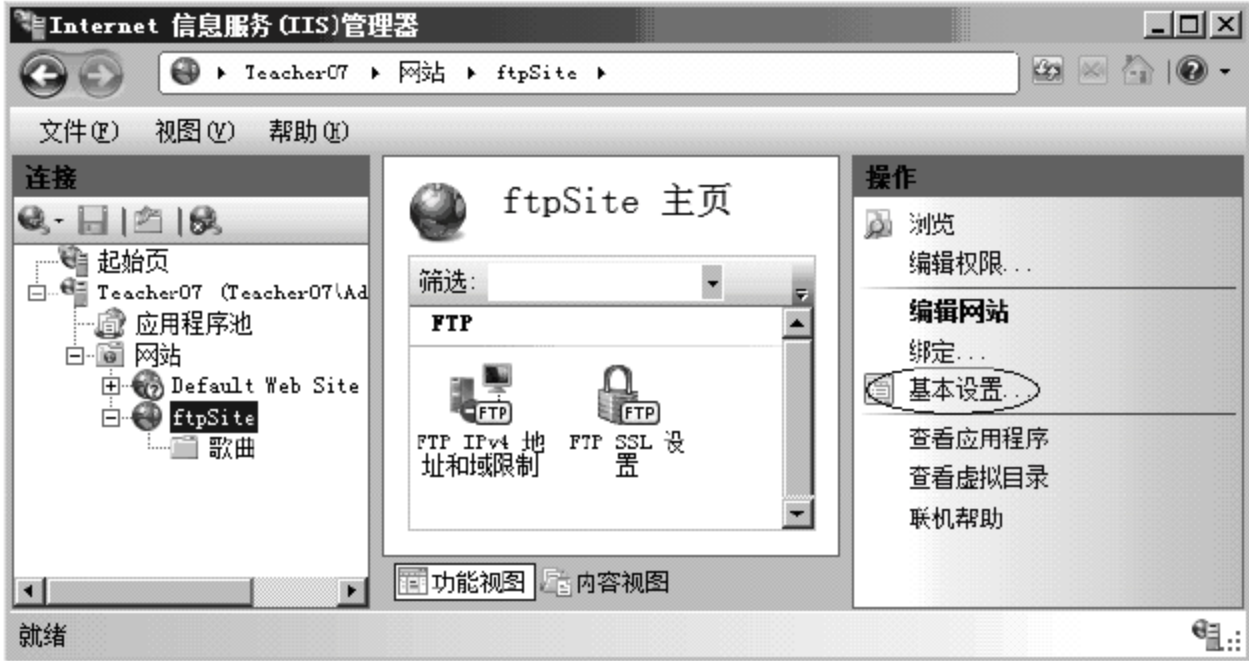 Internet 信息服务(IIS)管理器
Teacher07 网站 ftpSite
文件(F) 视图(V) 帮助(H)
连接
起始页
Teacher07 (Teacher07\Ad
应用程序池
网站
Default Web Site
ftpSite
歌曲
ftpSite 主页
筛选:
FTP
FTP IPv4 地
址和域限制
FTP SSL 设
置
功能视图 内容视图
操作
浏览
编辑权限...
编辑网站
绑定...
基本设置...
查看应用程序
查看虚拟目录
联机帮助
就绪